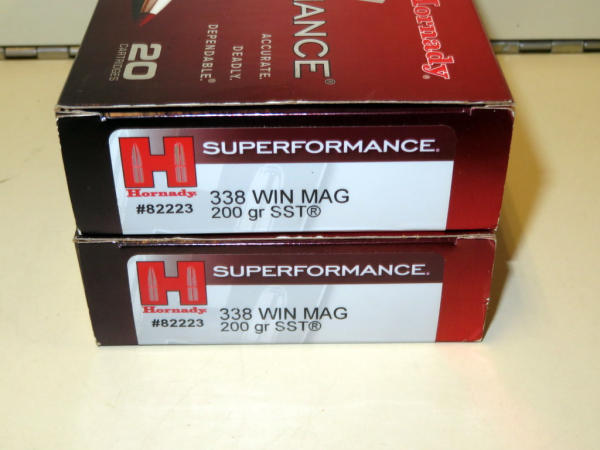 20
CARTRIDGES
ACCURATE.
DEADLY.
DEPENDABLE.®
ANCE®
Hornady
H
SUPERFORMANCE®
Hornady®
338 WIN MAG
#82223
200 gr SST®
H
SUPERFORMANCE®
Hornady®
338 WIN MAG
#82223
200 gr SST®